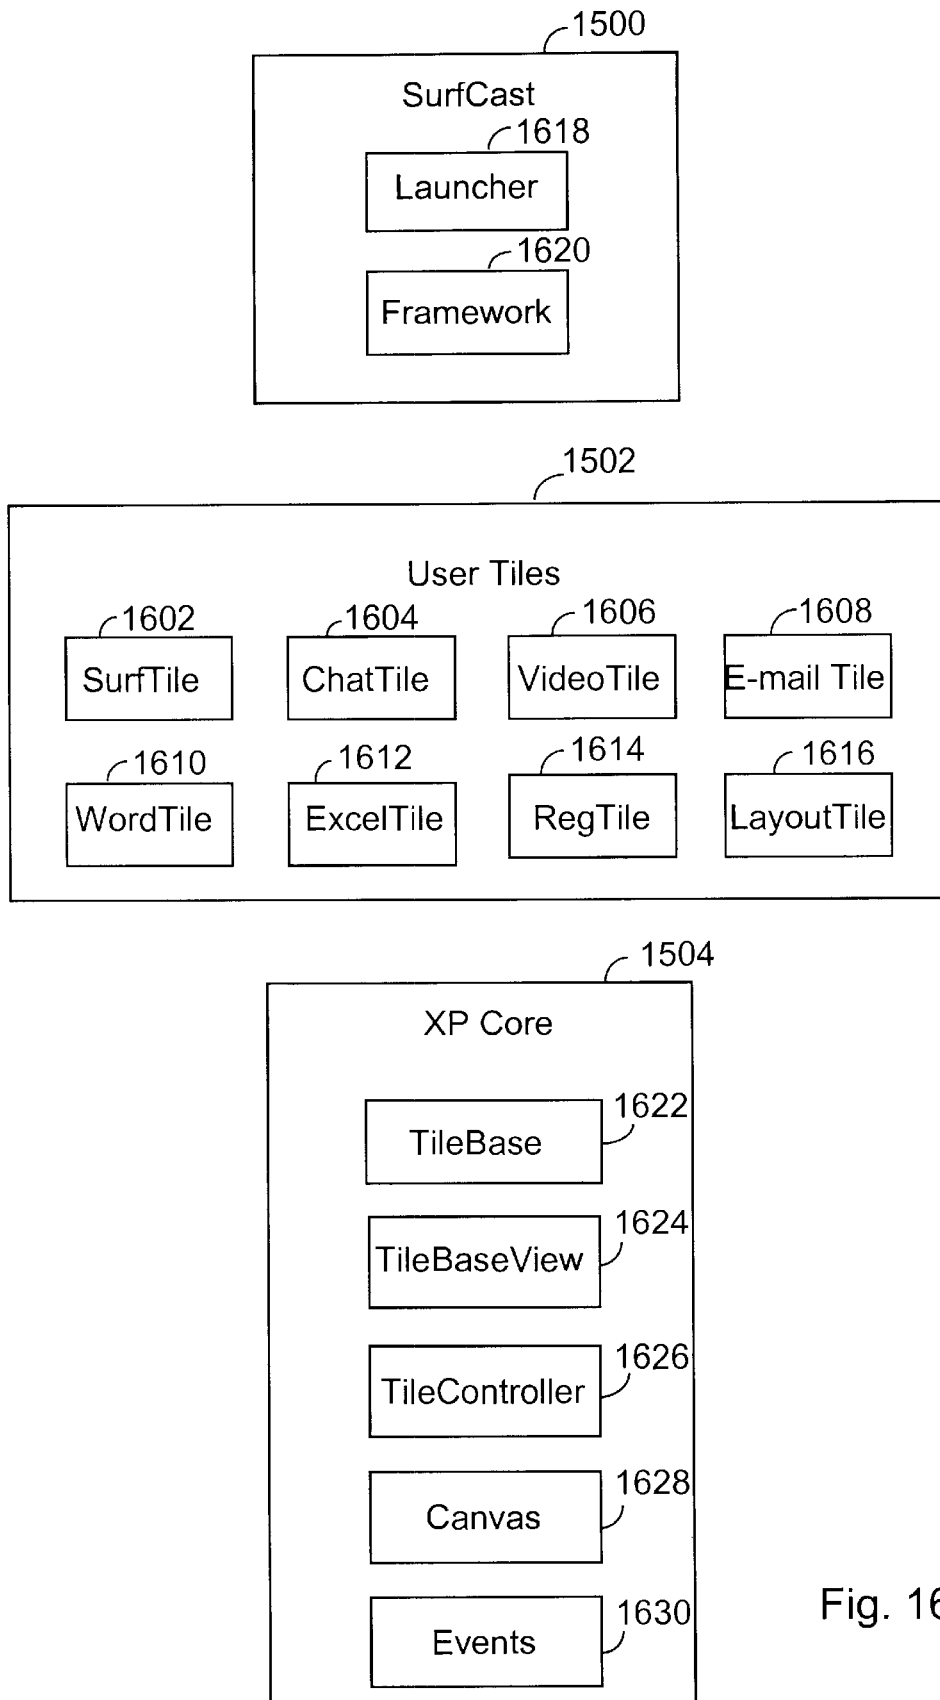 1500
SurfCast
1618
Launcher
1620
Framework
1502
User Tiles
1602 1604 1606 1608
SurfTile ChatTile VideoTile E-mail Tile
1610 1612 1614 1616
WordTile ExcelTile RegTile LayoutTile
1504
XP Core
1622
TileBase
1624
TileBaseView
1626
TileController
1628
Canvas
1630
Events
Fig. 16